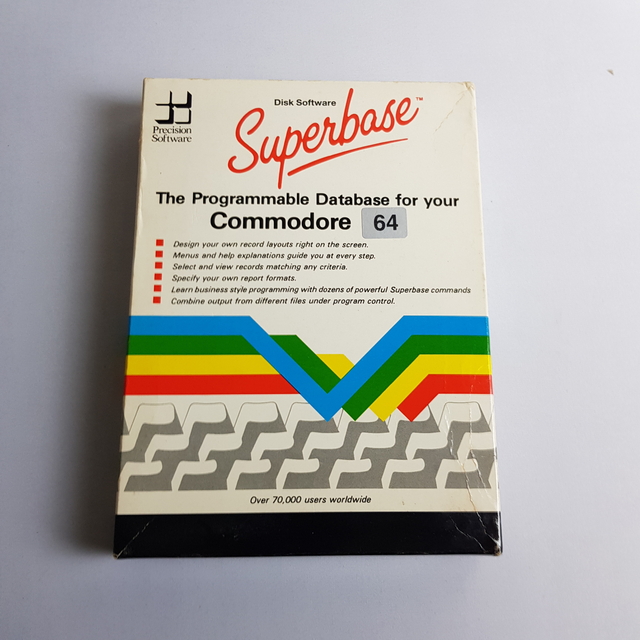 Precision
Software
Disk Software
Superbase™
The Programmable Database for your
Commodore 64
Design your own record layouts right on the screen.
Menus and help explanations guide you at every step.
Select and view records matching any criteria.
Specify your own report formats.
Learn business style programming with dozens of powerful Superbase commands
Combine output from different files under program control.
Over 70,000 users worldwide